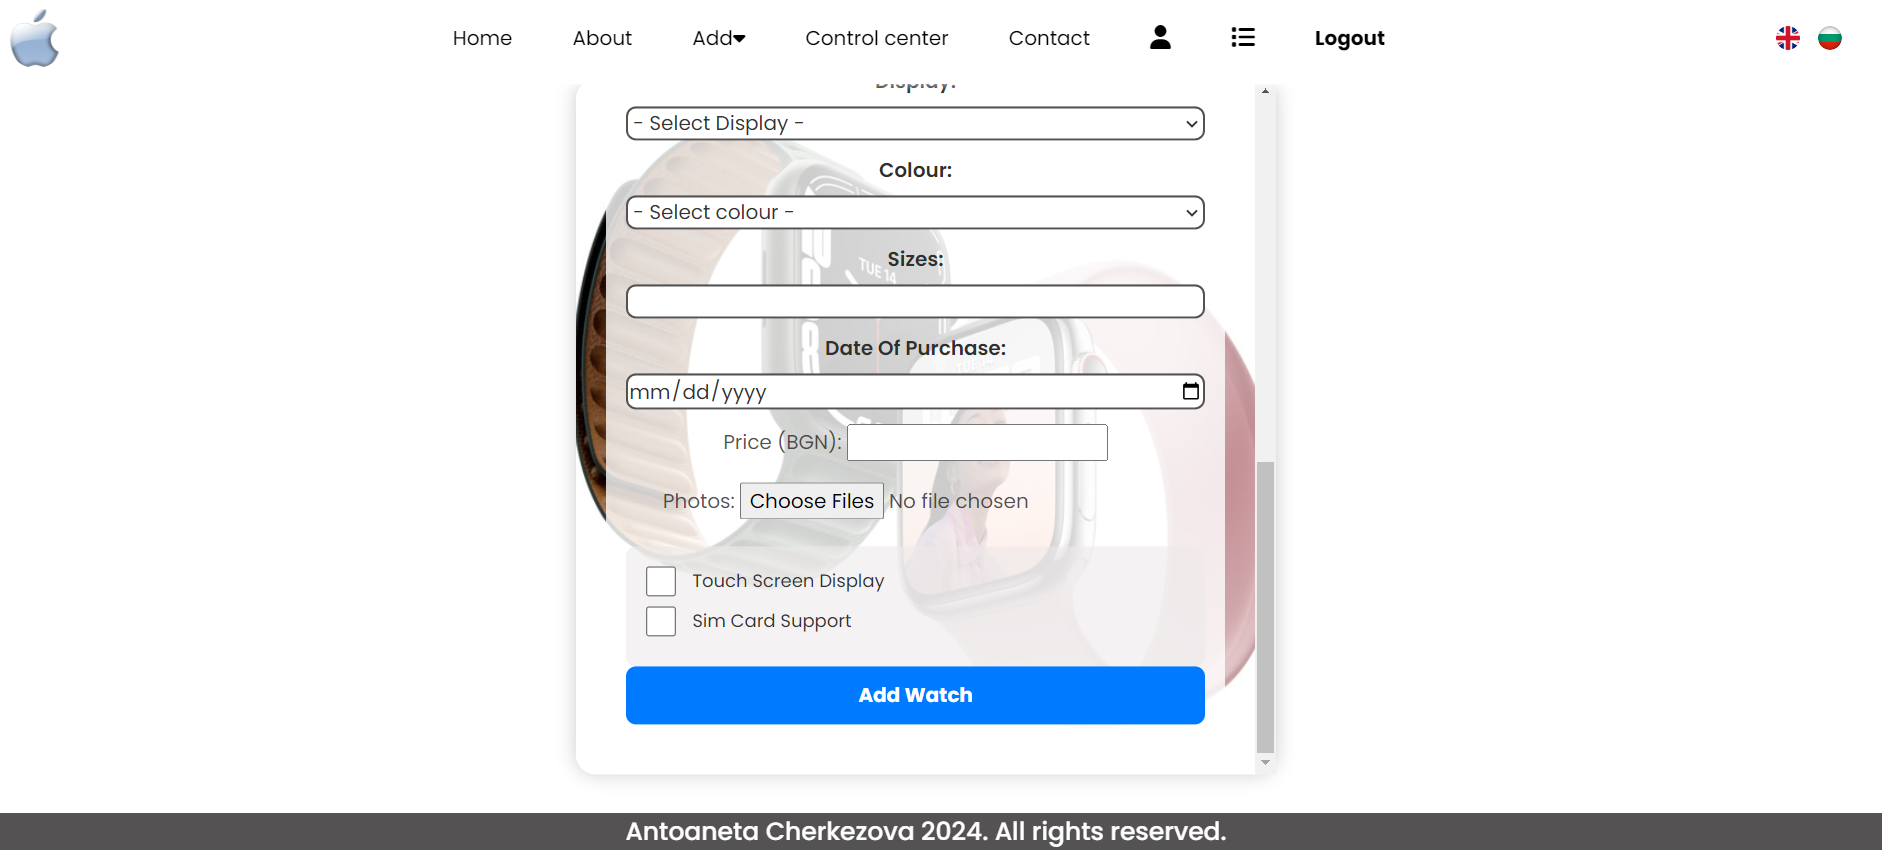 Home About Add Control center Contact Logout
Display:
- Select Display -
Colour:
- Select colour -
Sizes:
Date Of Purchase:
mm/dd/yyyy
Price (BGN):
Photos: Choose Files No file chosen
Touch Screen Display
Sim Card Support
Add Watch
TUE 14
Antoaneta Cherkezova 2024. All rights reserved.